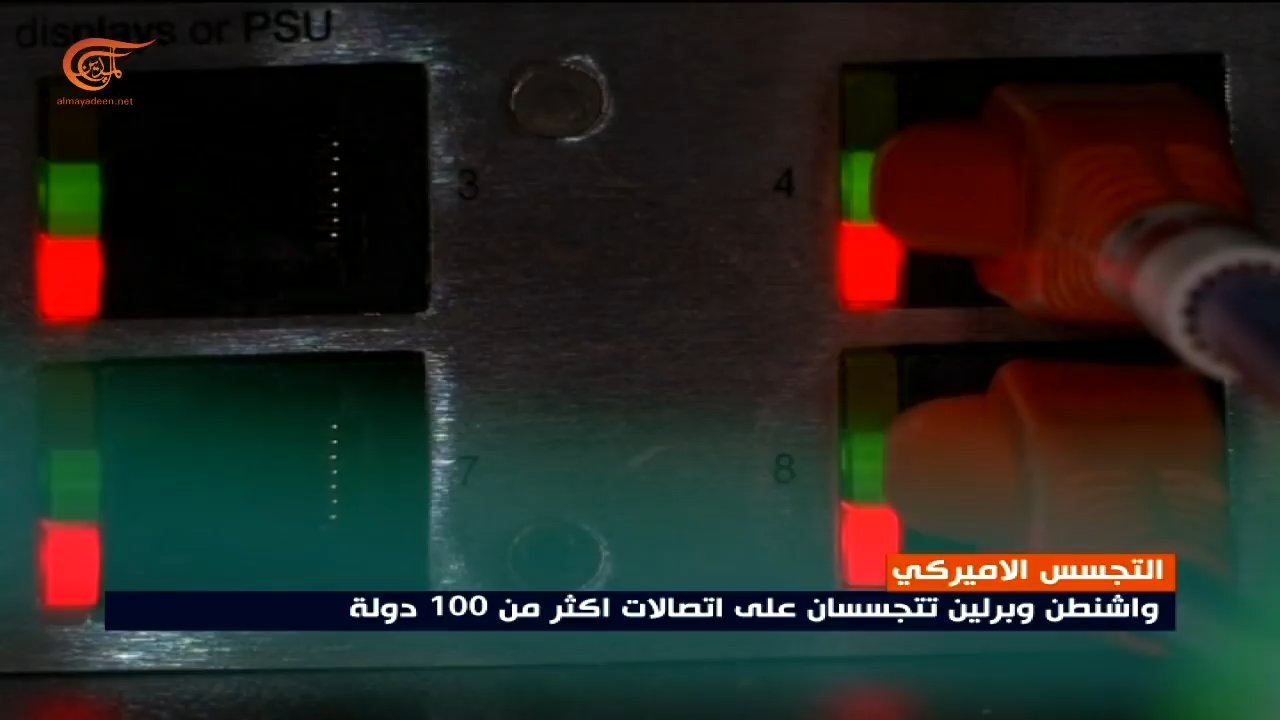 displays or PSU
الميادين
almayadeen.net
3
4
7
8
التجسس الاميركي
واشنطن وبرلين تتجسسان على اتصالات اكثر من 100 دولة